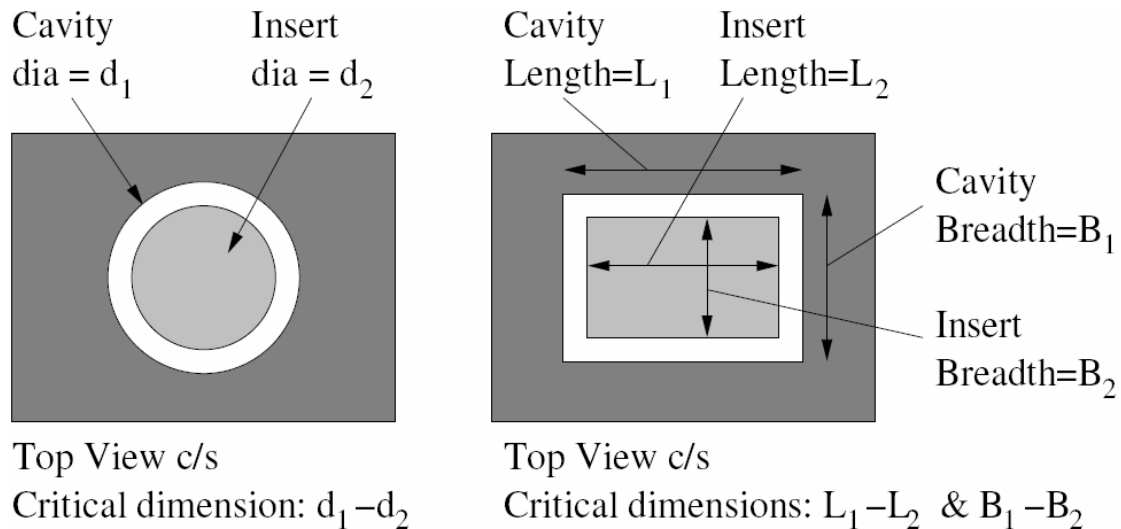 Cavity
dia = d₁
Insert
dia = d₂
Top View c/s
Critical dimension: d₁−d₂
Cavity
Length=L₁
Insert
Length=L₂
Cavity
Breadth=B₁
Insert
Breadth=B₂
Top View c/s
Critical dimensions: L₁−L₂ & B₁−B₂